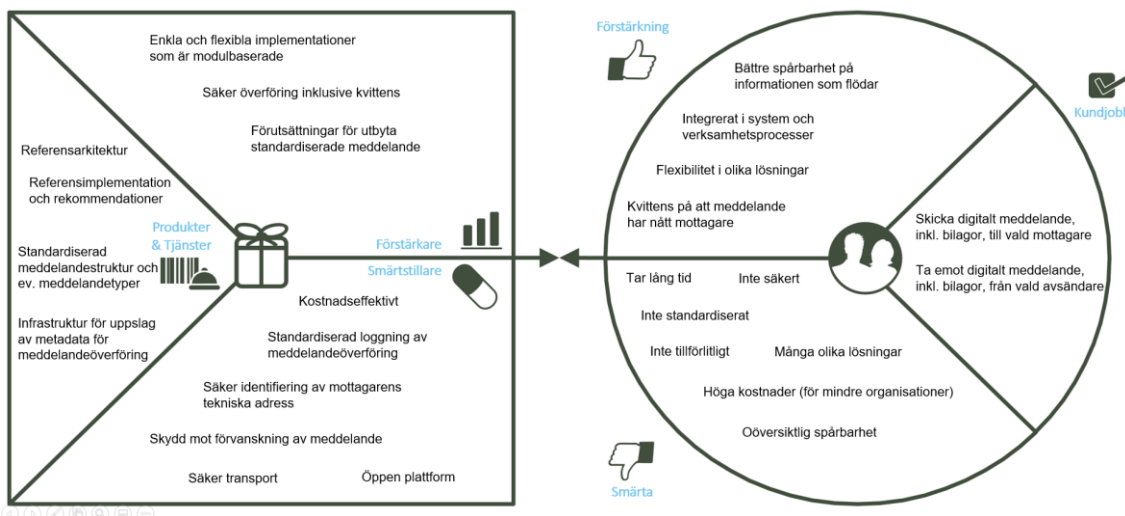 Enkla och flexibla implementationer
som är modulbaserade
Säker överföring inklusive kvittens
Förutsättningar för utbyta
standardiserade meddelande
Referensarkitektur
Referensimplementation
och rekommendationer
Produkter
& Tjänster
Standardiserad
meddelandestruktur och
ev. meddelandetyper
Infrastruktur för uppslag
av metadata för
meddelandeöverföring
Förstärkare
Smärtstillare
Kostnadseffektivt
Standardiserad loggning av
meddelandeöverföring
Säker identifiering av mottagarens
tekniska adress
Skydd mot förvanskning av meddelande
Säker transport
Öppen plattform
Förstärkning
Bättre spårbarhet på
informationen som flödar
Integrerat i system och
verksamhetsprocesser
Flexibilitet i olika lösningar
Kvittens på att meddelande
har nått mottagare
Kundjobb
Skicka digitalt meddelande,
inkl. bilagor, till vald mottagare
Ta emot digitalt meddelande,
inkl. bilagor, från vald avsändare
Tar lång tid
Inte säkert
Inte standardiserat
Inte tillförlitligt
Många olika lösningar
Höga kostnader (för mindre organisationer)
Oöversiktlig spårbarhet
Smärta